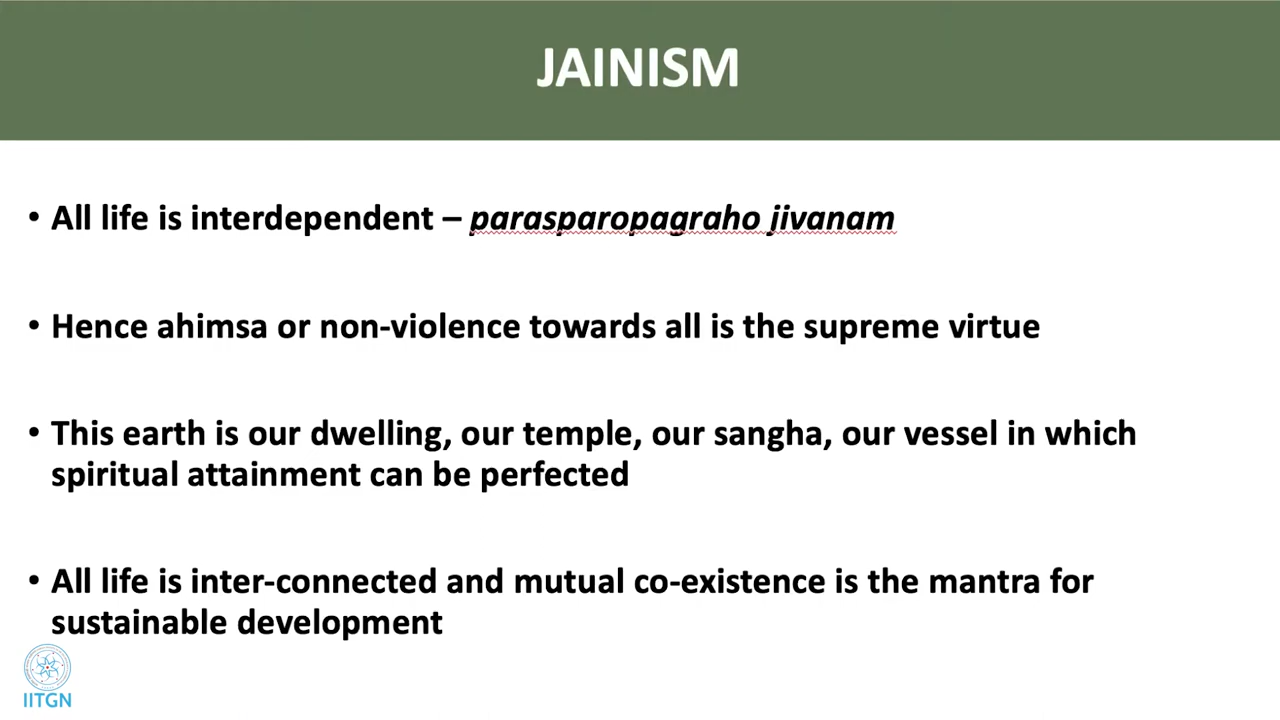 JAINISM
• All life is interdependent – parasparopagraho jivanam
• Hence ahimsa or non-violence towards all is the supreme virtue
• This earth is our dwelling, our temple, our sangha, our vessel in which
spiritual attainment can be perfected
• All life is inter-connected and mutual co-existence is the mantra for
sustainable development
IITGN